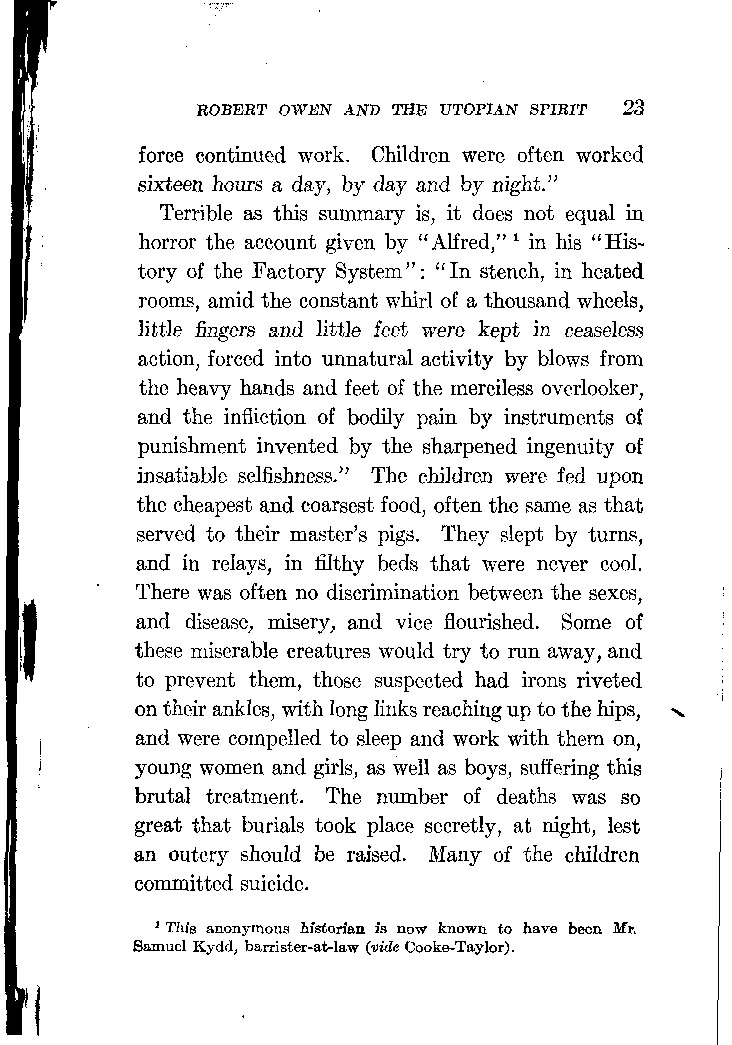 ROBERT OWEN AND THE UTOPIAN SPIRIT 23
force continued work. Children were often worked
sixteen hours a day, by day and by night.”
Terrible as this summary is, it does not equal in
horror the account given by “Alfred,” ¹ in his “His-
tory of the Factory System”: “In stench, in heated
rooms, amid the constant whirl of a thousand wheels,
little fingers and little feet were kept in ceaseless
action, forced into unnatural activity by blows from
the heavy hands and feet of the merciless overlooker,
and the infliction of bodily pain by instruments of
punishment invented by the sharpened ingenuity of
insatiable selfishness.” The children were fed upon
the cheapest and coarsest food, often the same as that
served to their master’s pigs. They slept by turns,
and in relays, in filthy beds that were never cool.
There was often no discrimination between the sexes,
and disease, misery, and vice flourished. Some of
these miserable creatures would try to run away, and
to prevent them, those suspected had irons riveted
on their ankles, with long links reaching up to the hips,
and were compelled to sleep and work with them on,
young women and girls, as well as boys, suffering this
brutal treatment. The number of deaths was so
great that burials took place secretly, at night, lest
an outcry should be raised. Many of the children
committed suicide.
¹ This anonymous historian is now known to have been Mr.
Samuel Kydd, barrister-at-law (vide Cooke-Taylor).